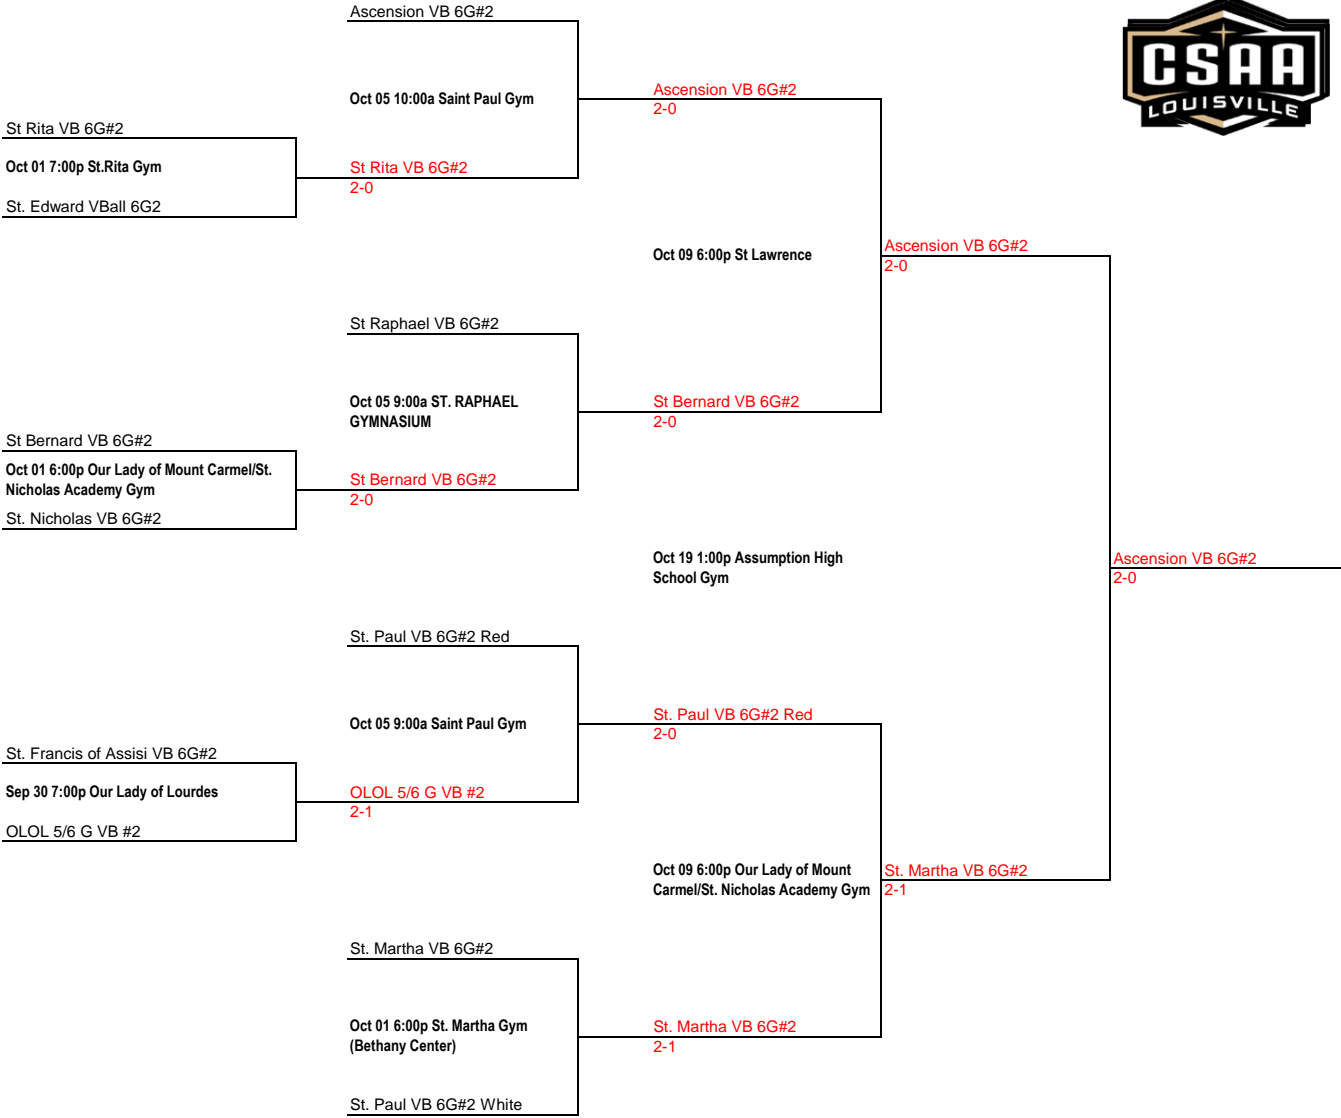 Ascension VB 6G#2
CSAA
LOUISVILLE
Oct 05 10:00a Saint Paul Gym
Ascension VB 6G#2
2-0
St Rita VB 6G#2
Oct 01 7:00p St.Rita Gym
St Rita VB 6G#2
2-0
St. Edward VBall 6G2
Oct 09 6:00p St Lawrence
Ascension VB 6G#2
2-0
St Raphael VB 6G#2
Oct 05 9:00a ST. RAPHAEL
GYMNASIUM
St Bernard VB 6G#2
2-0
St Bernard VB 6G#2
Oct 01 6:00p Our Lady of Mount Carmel/St.
Nicholas Academy Gym
St Bernard VB 6G#2
2-0
St. Nicholas VB 6G#2
Oct 19 1:00p Assumption High
School Gym
Ascension VB 6G#2
2-0
St. Paul VB 6G#2 Red
Oct 05 9:00a Saint Paul Gym
St. Paul VB 6G#2 Red
2-0
St. Francis of Assisi VB 6G#2
Sep 30 7:00p Our Lady of Lourdes
OLOL 5/6 G VB #2
2-1
OLOL 5/6 G VB #2
Oct 09 6:00p Our Lady of Mount
Carmel/St. Nicholas Academy Gym
St. Martha VB 6G#2
2-1
St. Martha VB 6G#2
Oct 01 6:00p St. Martha Gym
(Bethany Center)
St. Martha VB 6G#2
2-1
St. Paul VB 6G#2 White